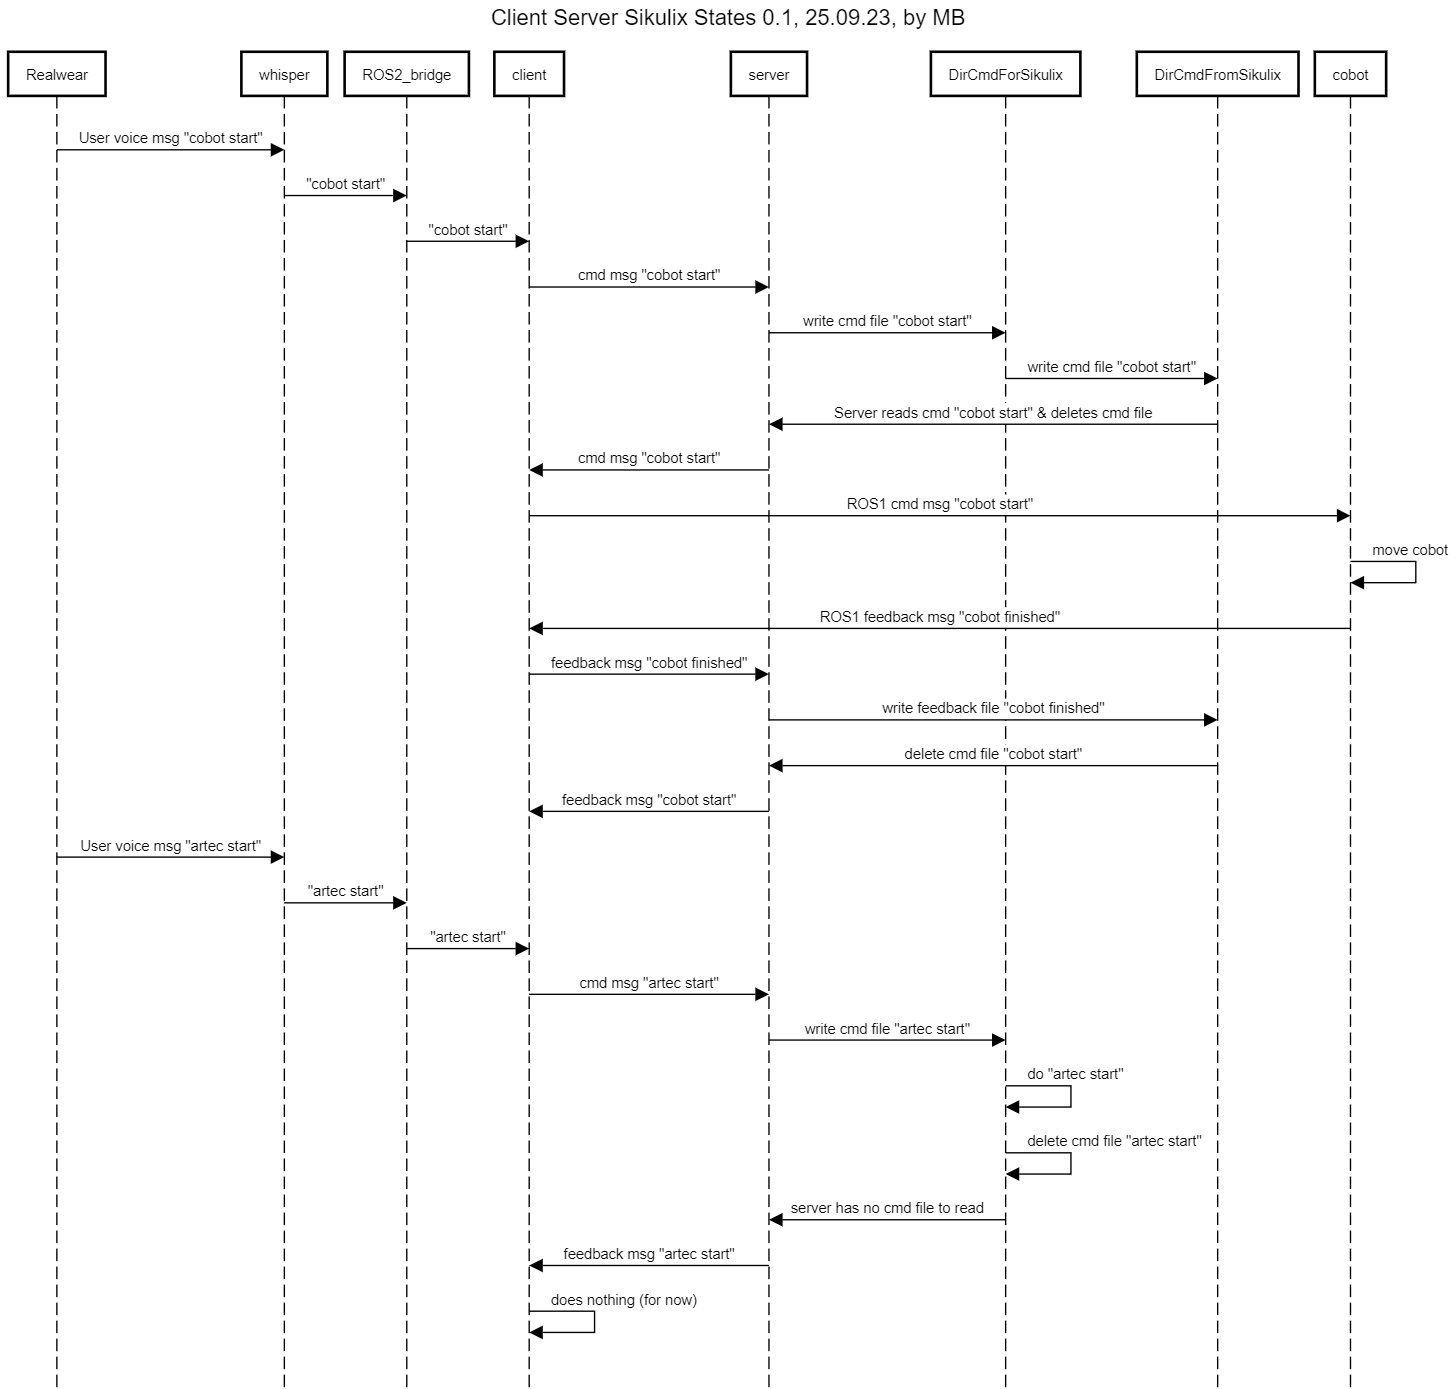 Client Server Sikulix States 0.1, 25.09.23, by MB
Realwear
whisper
ROS2_bridge
client
server
DirCmdForSikulix
DirCmdFromSikulix
cobot
User voice msg "cobot start"
"cobot start"
"cobot start"
cmd msg "cobot start"
write cmd file "cobot start"
write cmd file "cobot start"
Server reads cmd "cobot start" & deletes cmd file
cmd msg "cobot start"
ROS1 cmd msg "cobot start"
move cobot
ROS1 feedback msg "cobot finished"
feedback msg "cobot finished"
write feedback file "cobot finished"
delete cmd file "cobot start"
feedback msg "cobot start"
User voice msg "artec start"
"artec start"
"artec start"
cmd msg "artec start"
write cmd file "artec start"
do "artec start"
delete cmd file "artec start"
server has no cmd file to read
feedback msg "artec start"
does nothing (for now)